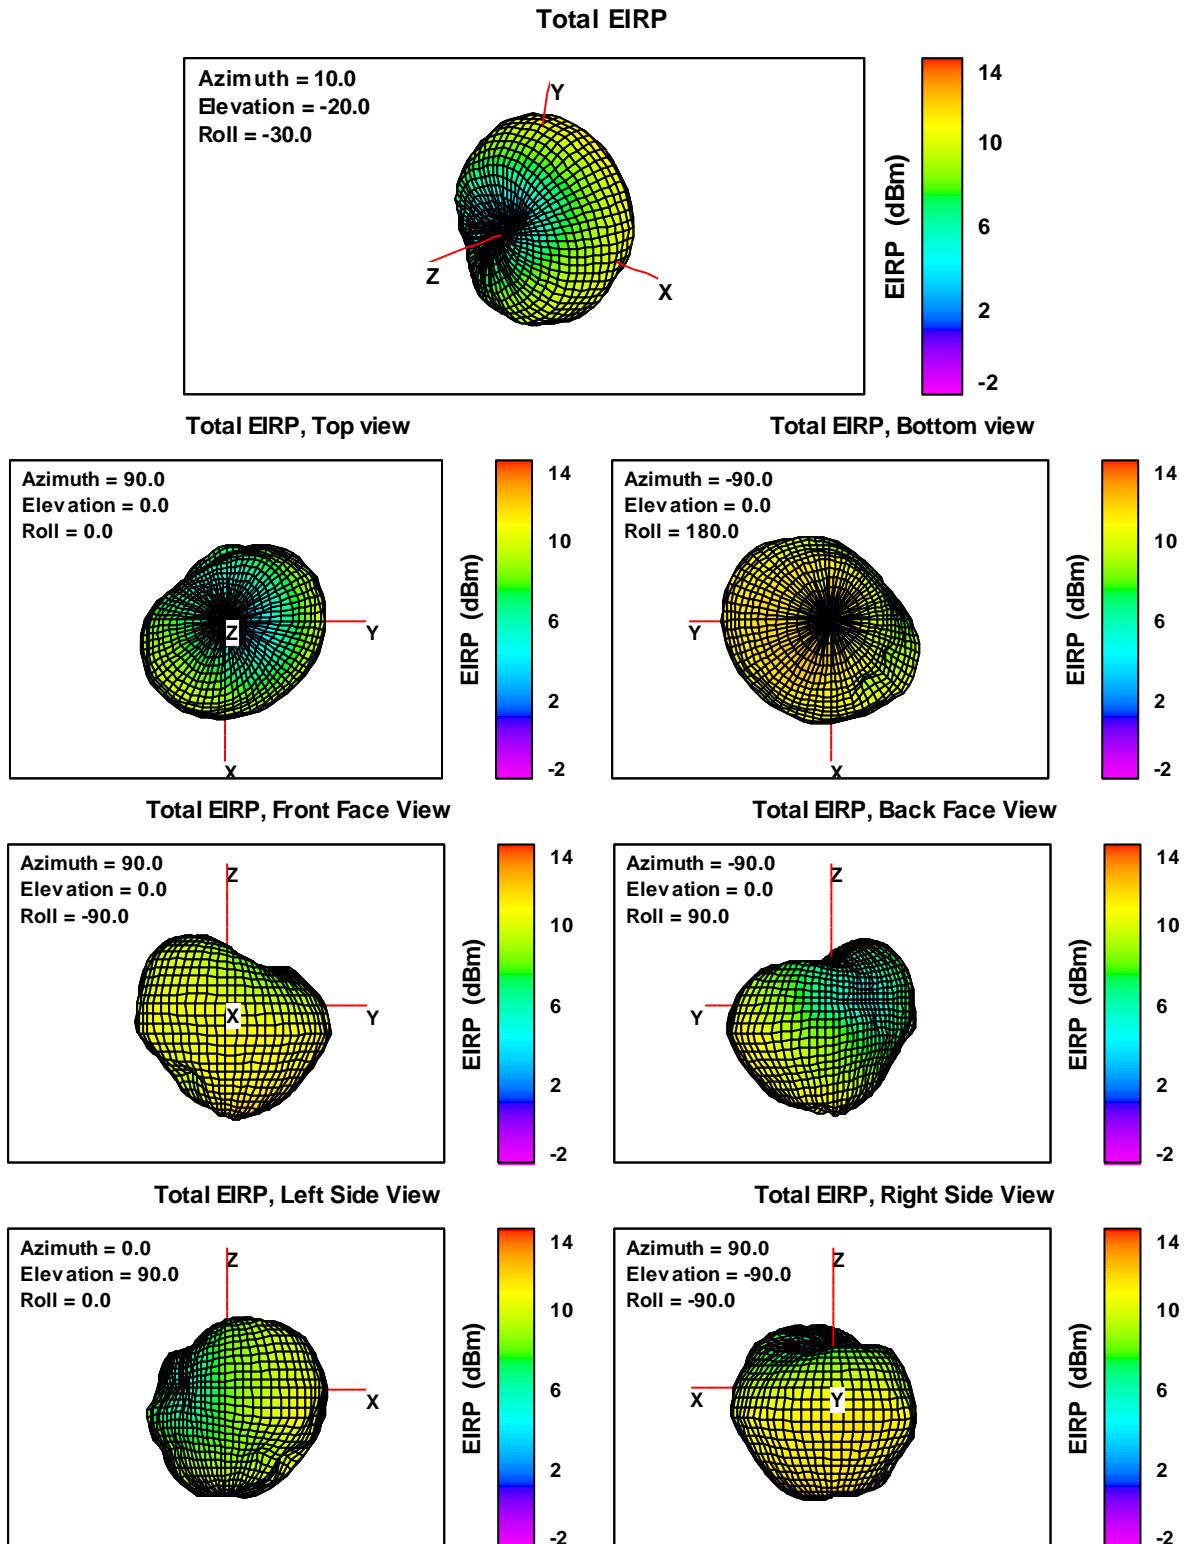 Total EIRP
Azimuth = 10.0
Elevation = -20.0
Roll = -30.0
Y
Z
X
EIRP (dBm)
14
10
6
2
-2
Total EIRP, Top view
Azimuth = 90.0
Elevation = 0.0
Roll = 0.0
Z
Y
X
EIRP (dBm)
14
10
6
2
-2
Total EIRP, Bottom view
Azimuth = -90.0
Elevation = 0.0
Roll = 180.0
Y
X
EIRP (dBm)
14
10
6
2
-2
Total EIRP, Front Face View
Azimuth = 90.0
Elevation = 0.0
Roll = -90.0
Z
X
Y
EIRP (dBm)
14
10
6
2
-2
Total EIRP, Back Face View
Azimuth = -90.0
Elevation = 0.0
Roll = 90.0
Z
Y
EIRP (dBm)
14
10
6
2
-2
Total EIRP, Left Side View
Azimuth = 0.0
Elevation = 90.0
Roll = 0.0
Z
X
EIRP (dBm)
14
10
6
2
-2
Total EIRP, Right Side View
Azimuth = 90.0
Elevation = -90.0
Roll = -90.0
Z
X
Y
EIRP (dBm)
14
10
6
2
-2